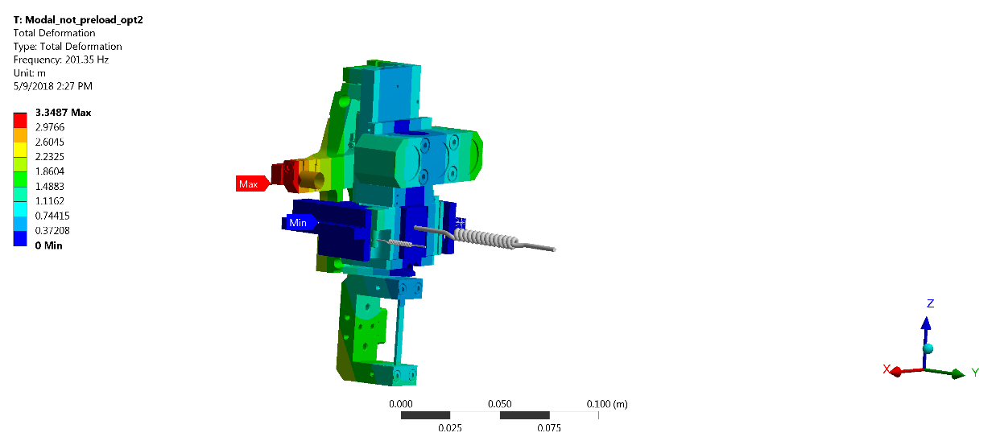 T: Modal_not_preload_opt2
Total Deformation
Type: Total Deformation
Frequency: 201.35 Hz
Unit: m
5/9/2018 2:27 PM
3.3487 Max
2.9766
2.6045
2.2325
1.8604
1.4883
1.1162
0.74415
0.37208
0 Min
Max
Min
Z
X
Y
0.000
0.050
0.100 (m)
0.025
0.075